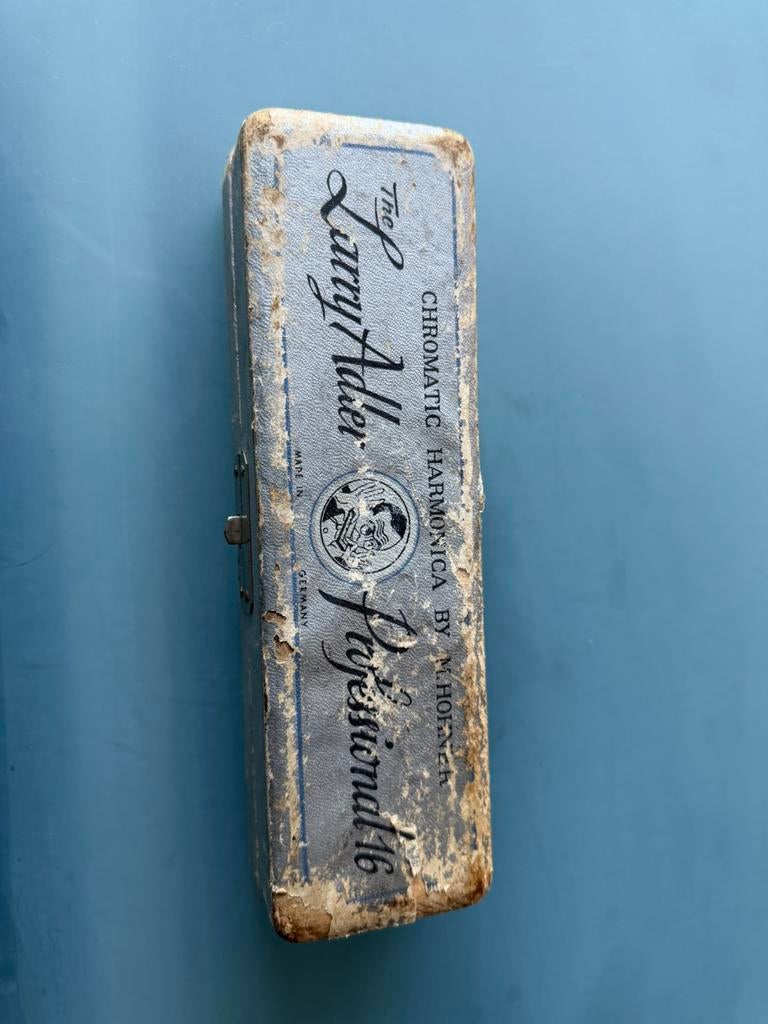 CHROMATIC HARMONICA BY M. HOHNER
The
Larry Adler Professional 16
MADE IN GERMANY